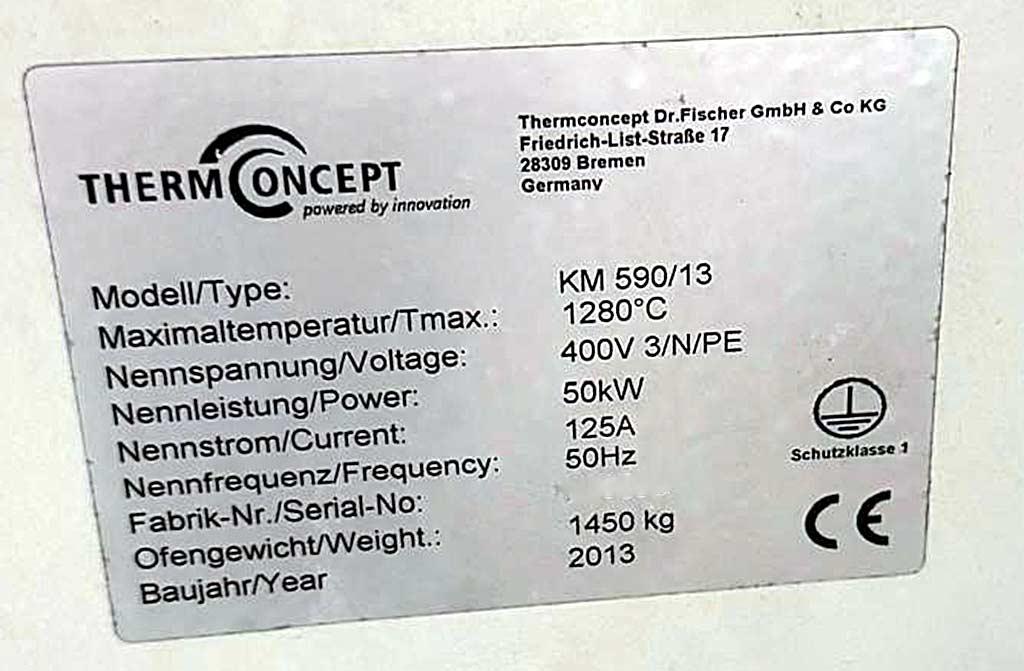 THERMCONCEPT
powered by innovation
Thermconcept Dr.Fischer GmbH & Co KG
Friedrich-List-Straße 17
28309 Bremen
Germany
Modell/Type: KM 590/13
Maximaltemperatur/Tmax.: 1280°C
Nennspannung/Voltage: 400V 3/N/PE
Nennleistung/Power: 50kW
Nennstrom/Current: 125A
Nennfrequenz/Frequency: 50Hz
Fabrik-Nr./Serial-No:
Ofengewicht/Weight.: 1450 kg
Baujahr/Year 2013
Schutzklasse 1
CE